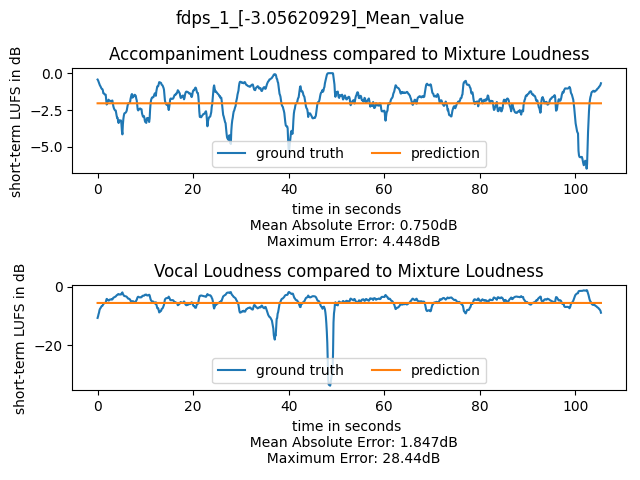 fdps_1_[-3.05620929]_Mean_value
Accompaniment Loudness compared to Mixture Loudness
short-term LUFS in dB
0.0
−2.5
−5.0
ground truth
prediction
0
20
40
60
80
100
time in seconds
Mean Absolute Error: 0.750dB
Maximum Error: 4.448dB
Vocal Loudness compared to Mixture Loudness
short-term LUFS in dB
0
−20
ground truth
prediction
0
20
40
60
80
100
time in seconds
Mean Absolute Error: 1.847dB
Maximum Error: 28.44dB